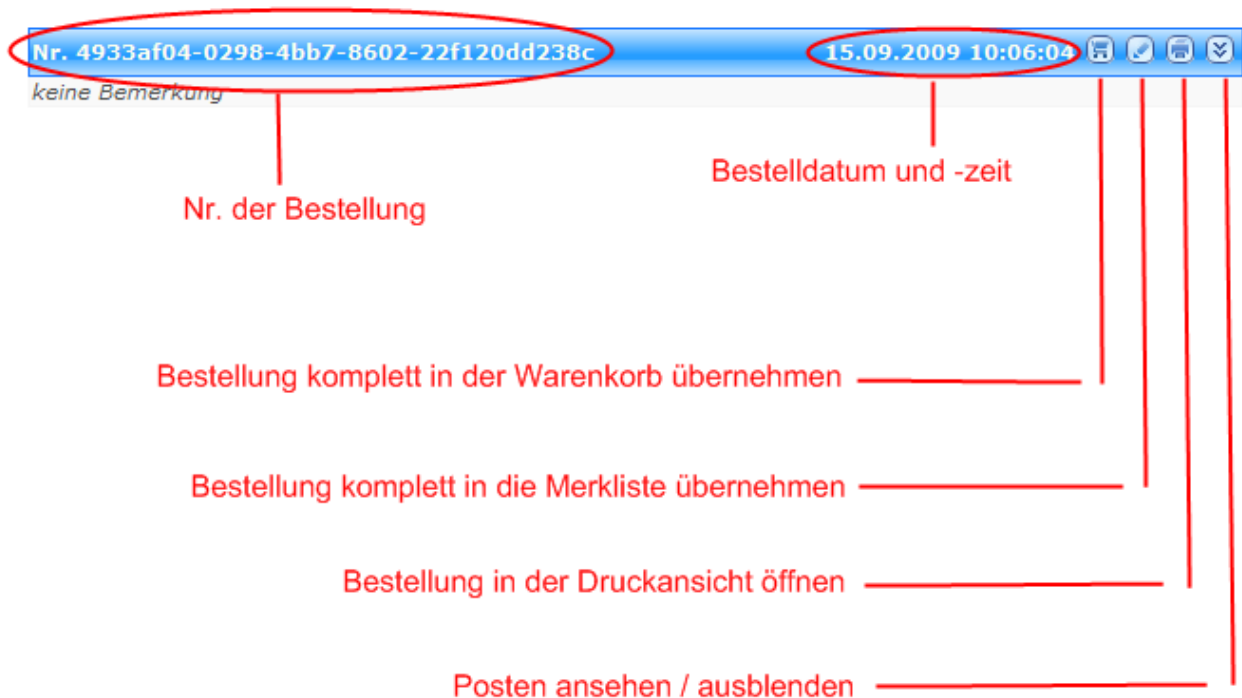 Nr. 4933af04-0298-4bb7-8602-22f120dd238c 15.09.2009 10:06:04
keine Bemerkung
Bestelldatum und -zeit
Nr. der Bestellung
Bestellung komplett in der Warenkorb übernehmen
Bestellung komplett in die Merkliste übernehmen
Bestellung in der Druckansicht öffnen
Posten ansehen / ausblenden